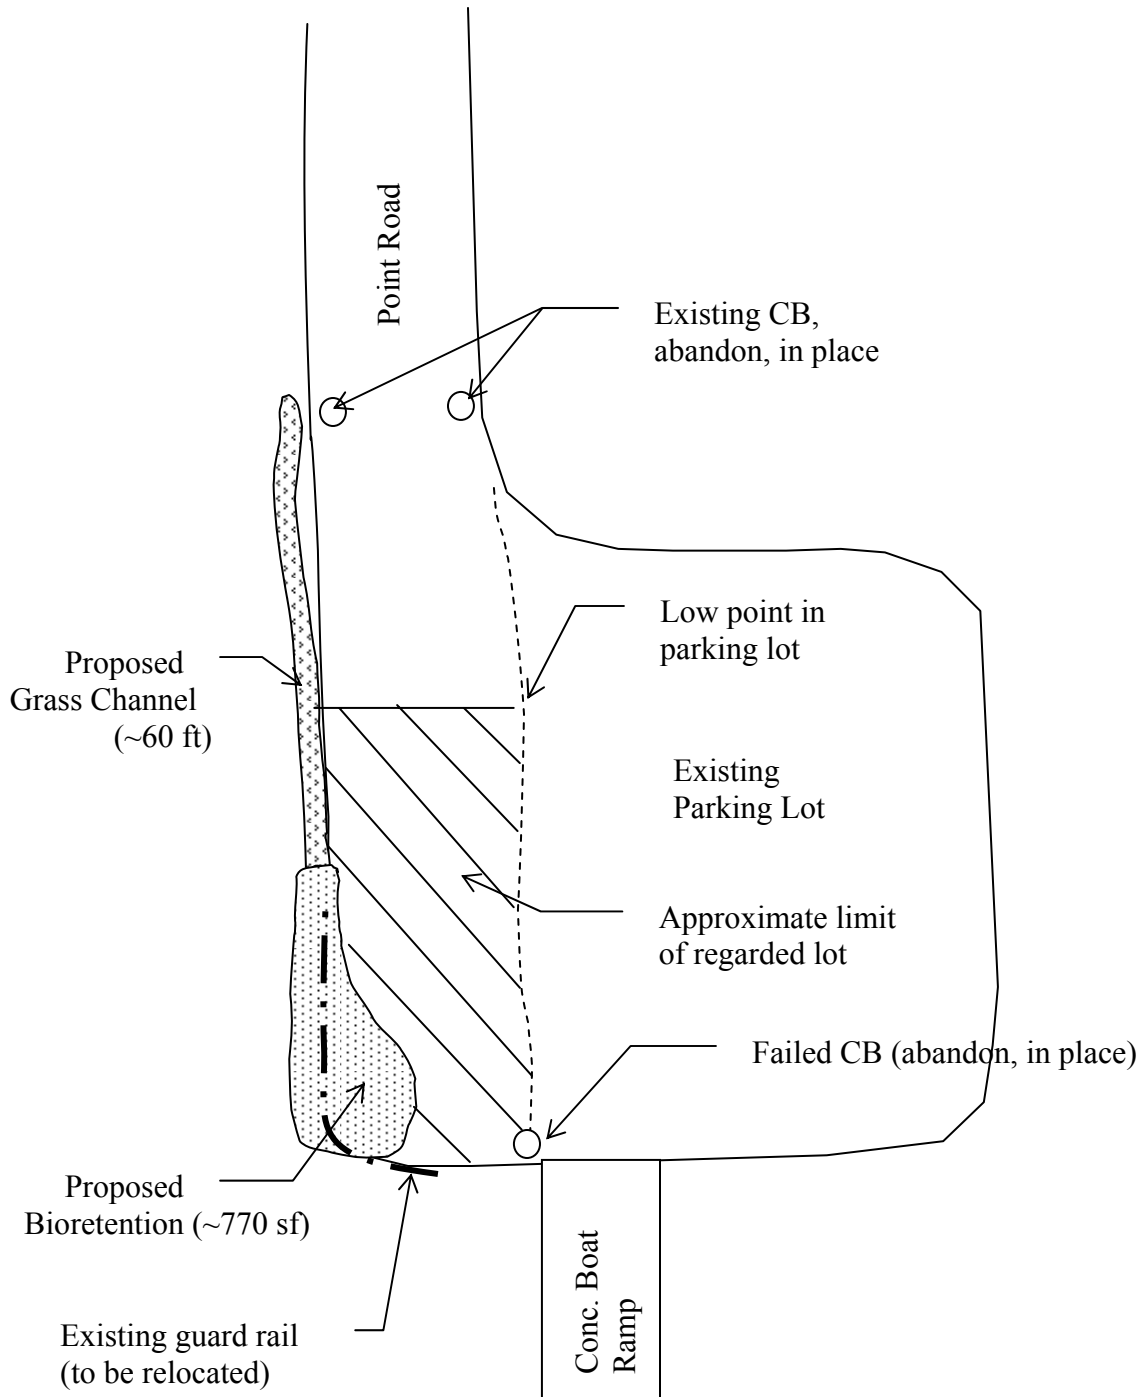 Point Road
Existing CB,
abandon, in place
Low point in
parking lot
Proposed
Grass Channel
(~60 ft)
Existing
Parking Lot
Approximate limit
of regarded lot
Failed CB (abandon, in place)
Proposed
Bioretention (~770 sf)
Existing guard rail
(to be relocated)
Conc. Boat
Ramp